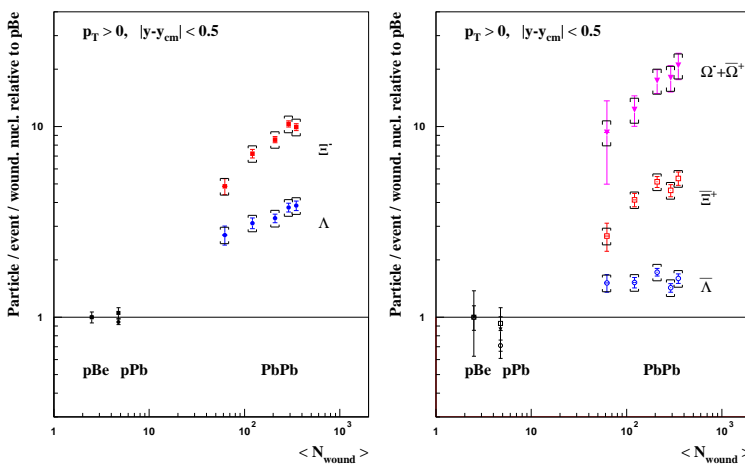 Particle / event / wound. nucl. relative to pBe
p_T > 0, |y-y_cm| < 0.5
10
1
Ξ⁻
Λ
pBe pPb PbPb
1 10 10² 10³
< N_wound >
Particle / event / wound. nucl. relative to pBe
p_T > 0, |y-y_cm| < 0.5
10
1
Ω⁻+Ω̅⁺
Ξ̅⁺
Λ̅
pBe pPb PbPb
1 10 10² 10³
< N_wound >